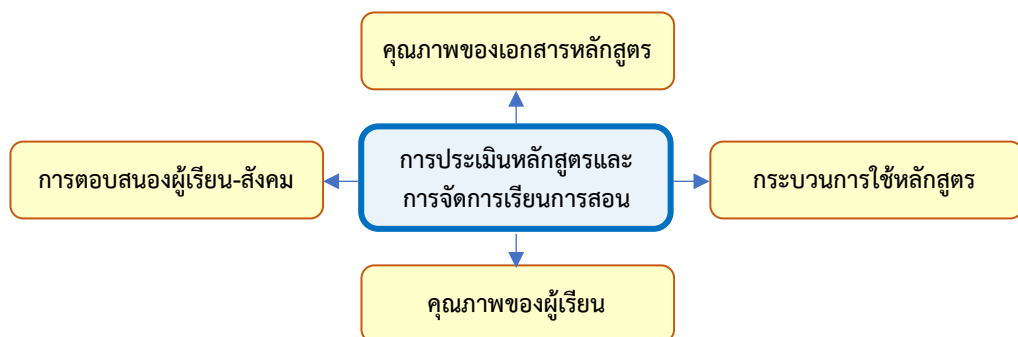 คุณภาพของเอกสารหลักสูตร
การตอบสนองผู้เรียน-สังคม
การประเมินหลักสูตรและ
การจัดการเรียนการสอน
กระบวนการใช้หลักสูตร
คุณภาพของผู้เรียน